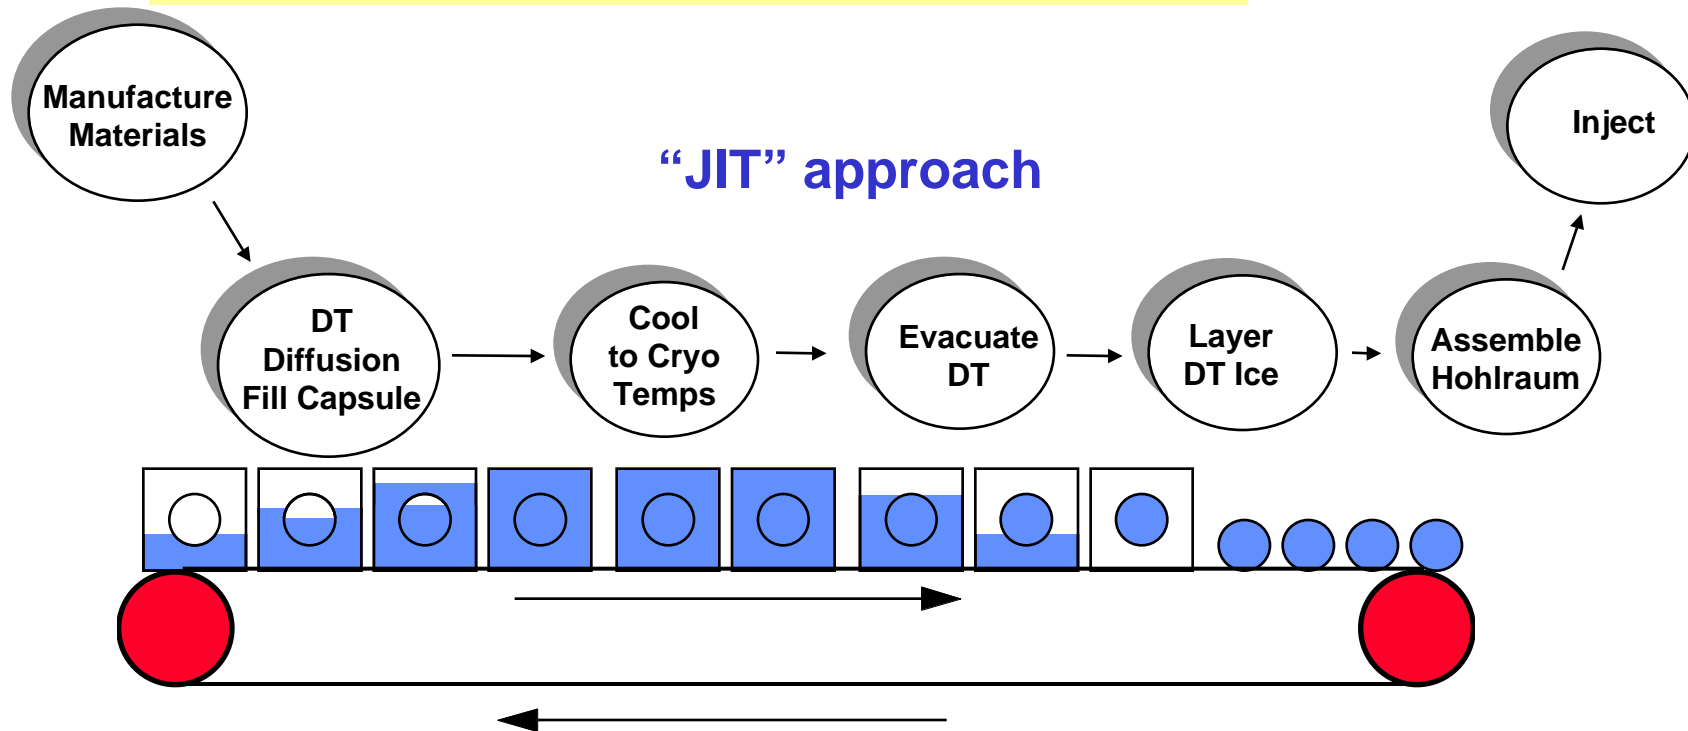 Manufacture
Materials
Inject
“JIT” approach
DT
Diffusion
Fill Capsule
Cool
to Cryo
Temps
Evacuate
DT
Layer
DT Ice
Assemble
Hohlraum